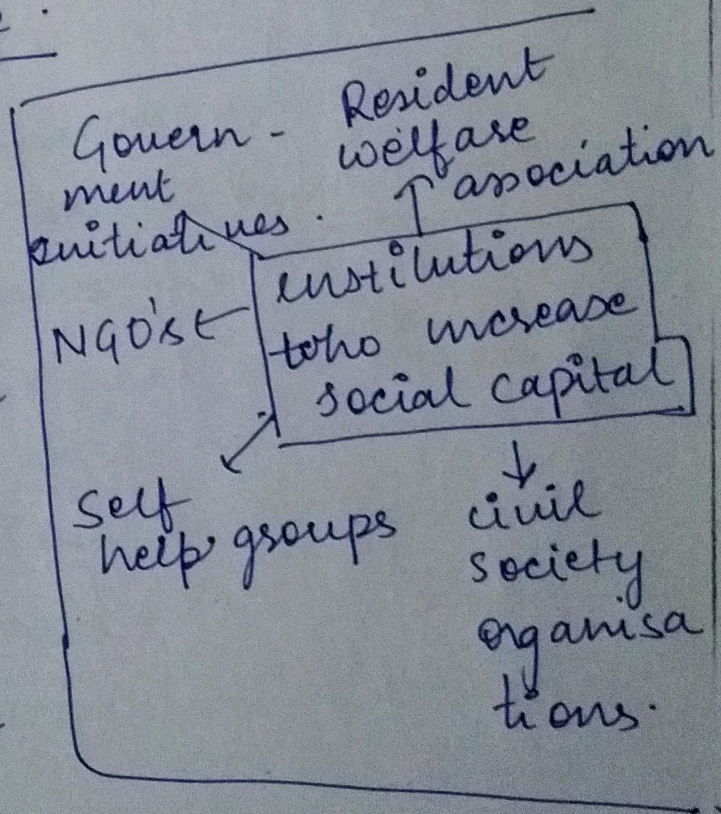 Govern -
ment
initiatives.
Resident
welfare
association
institutions
who increase
social capital
NGO's
Self
help groups
civil
society
organisa
tions.